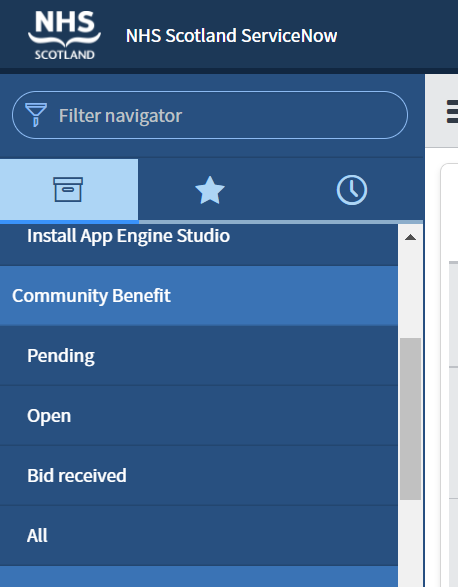 NHS
SCOTLAND
NHS Scotland ServiceNow
Filter navigator
Install App Engine Studio
Community Benefit
Pending
Open
Bid received
All